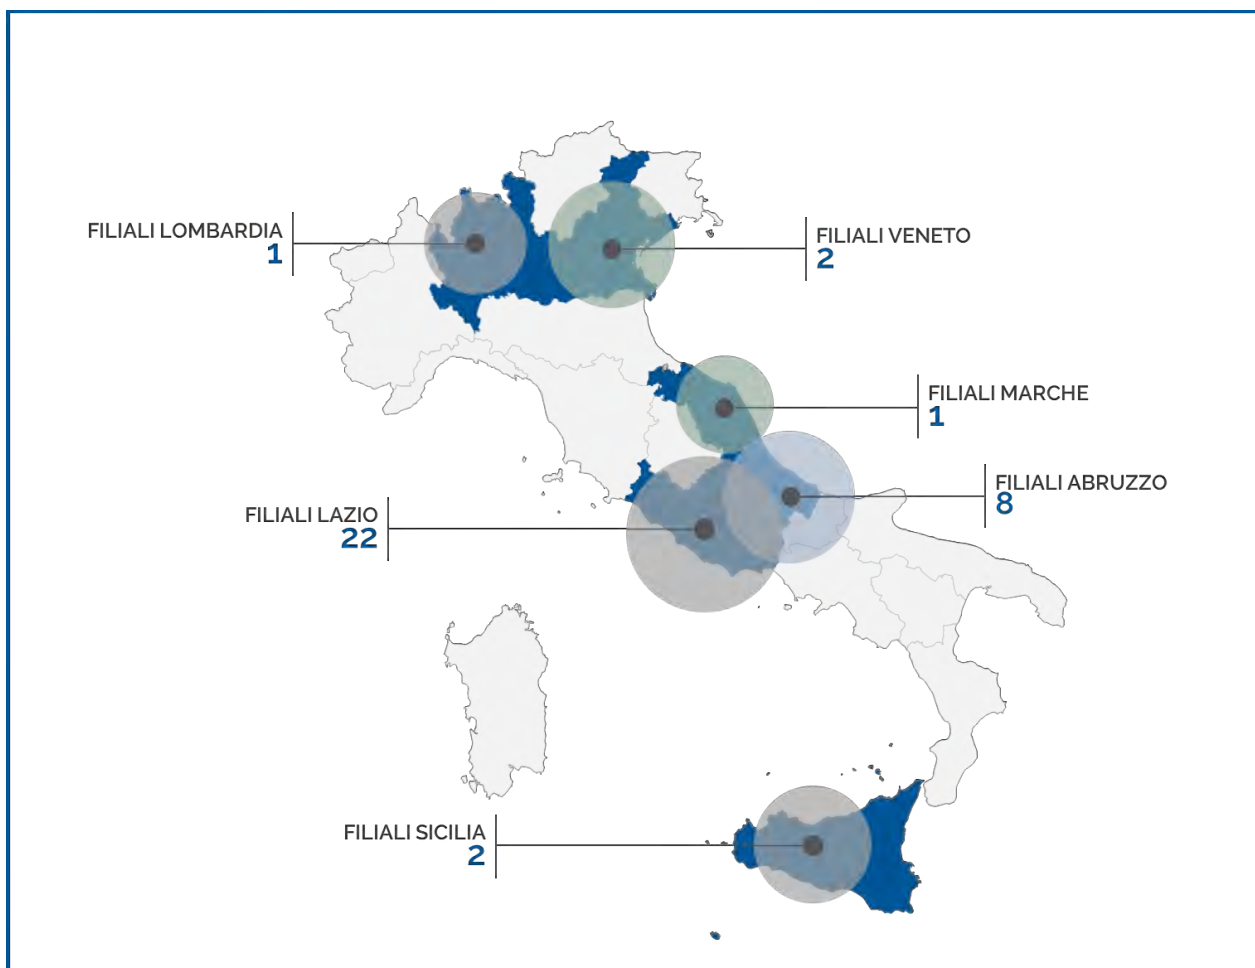 FILIALI LOMBARDIA
1
FILIALI VENETO
2
FILIALI MARCHE
1
FILIALI ABRUZZO
8
FILIALI LAZIO
22
FILIALI SICILIA
2